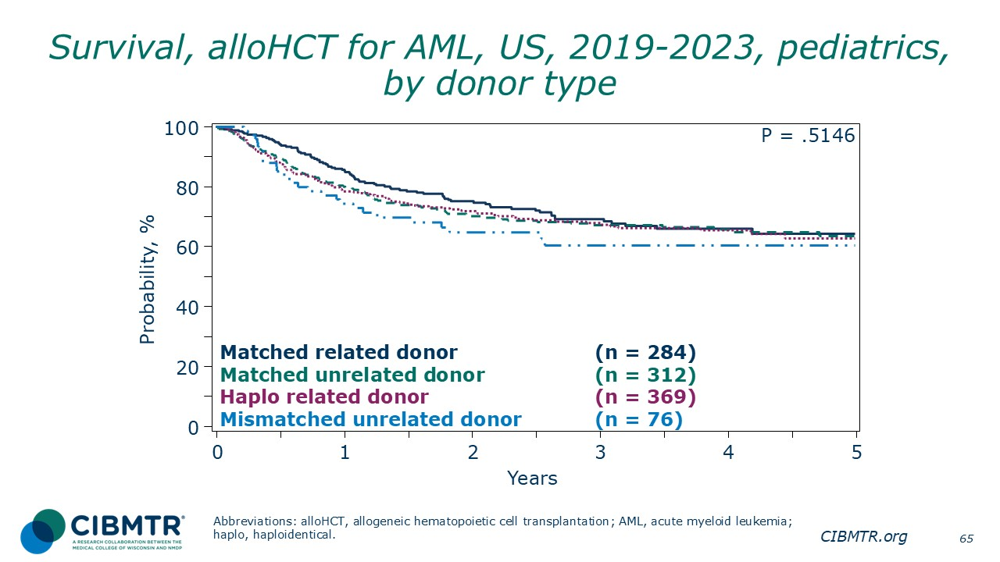 Survival, alloHCT for AML, US, 2019-2023, pediatrics,
by donor type
P = .5146
Probability, %
100
80
60
40
20
0
Matched related donor (n = 284)
Matched unrelated donor (n = 312)
Haplo related donor (n = 369)
Mismatched unrelated donor (n = 76)
0 1 2 3 4 5
Years
CIBMTR®
A RESEARCH COLLABORATION BETWEEN THE
MEDICAL COLLEGE OF WISCONSIN AND NMDP
Abbreviations: alloHCT, allogeneic hematopoietic cell transplantation; AML, acute myeloid leukemia;
haplo, haploidentical.
CIBMTR.org
65